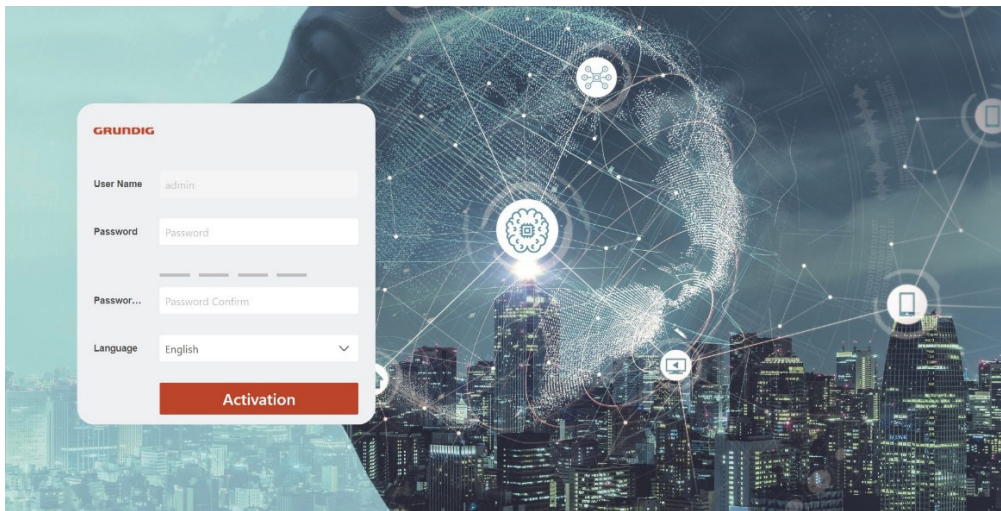 GRUNDIG
User Name admin
Password Password
Passwor... Password Confirm
Language English
Activation